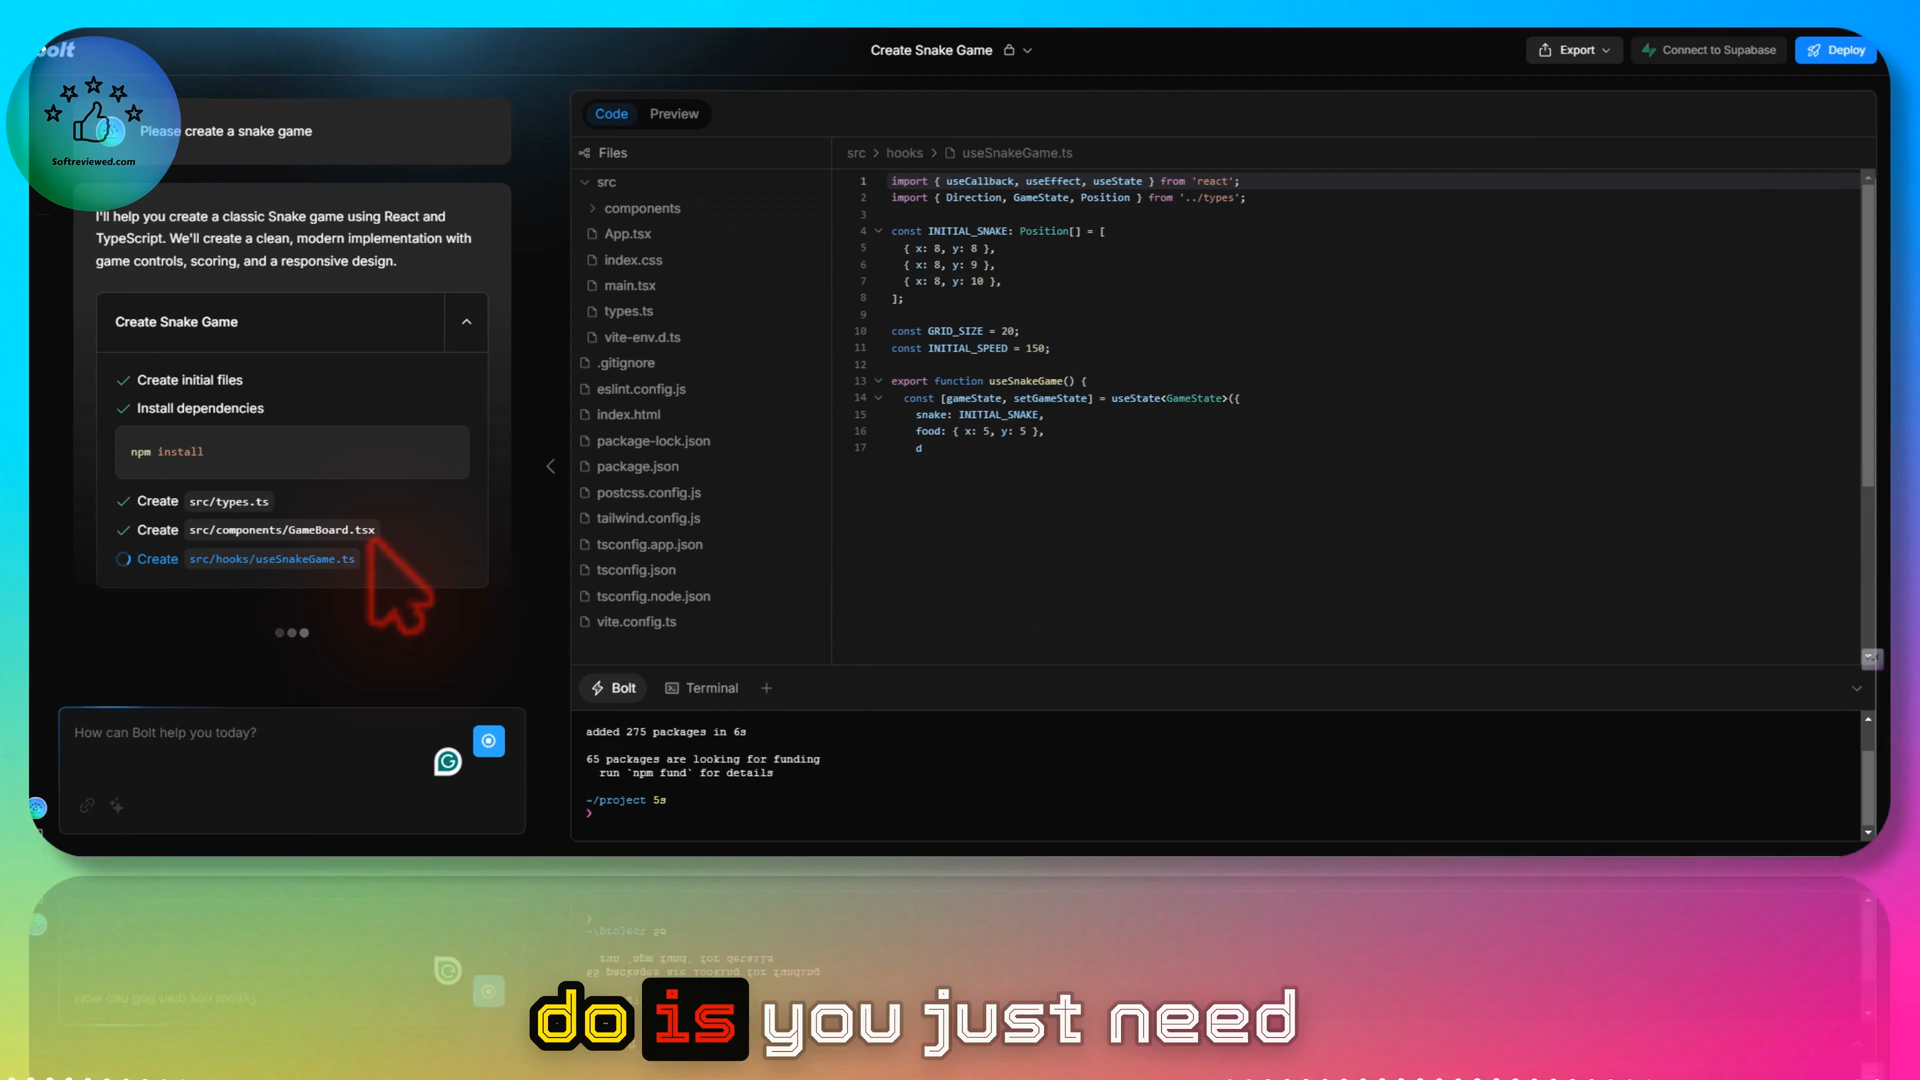 bolt
Create Snake Game
Export
Connect to Supabase
Deploy
Softreviewed.com
Please create a snake game
I'll help you create a classic Snake game using React and
TypeScript. We'll create a clean, modern implementation with
game controls, scoring, and a responsive design.
Create Snake Game
Create initial files
Install dependencies
npm install
Create src/types.ts
Create src/components/GameBoard.tsx
Create src/hooks/useSnakeGame.ts
How can Bolt help you today?
Code Preview
Files
src
components
App.tsx
index.css
main.tsx
types.ts
vite-env.d.ts
.gitignore
eslint.config.js
index.html
package-lock.json
package.json
postcss.config.js
tailwind.config.js
tsconfig.app.json
tsconfig.json
tsconfig.node.json
vite.config.ts
src > hooks > useSnakeGame.ts
1 import { useCallback, useEffect, useState } from 'react';
2 import { Direction, GameState, Position } from '../types';
3
4 const INITIAL_SNAKE: Position[] = [
5 { x: 8, y: 8 },
6 { x: 8, y: 9 },
7 { x: 8, y: 10 },
8 ];
9
10 const GRID_SIZE = 20;
11 const INITIAL_SPEED = 150;
12
13 export function useSnakeGame() {
14 const [gameState, setGameState] = useState<GameState>({
15 snake: INITIAL_SNAKE,
16 food: { x: 5, y: 5 },
17 d
Bolt Terminal
added 275 packages in 6s
65 packages are looking for funding
run `npm fund` for details
~/project 5s
❯
do is you just need